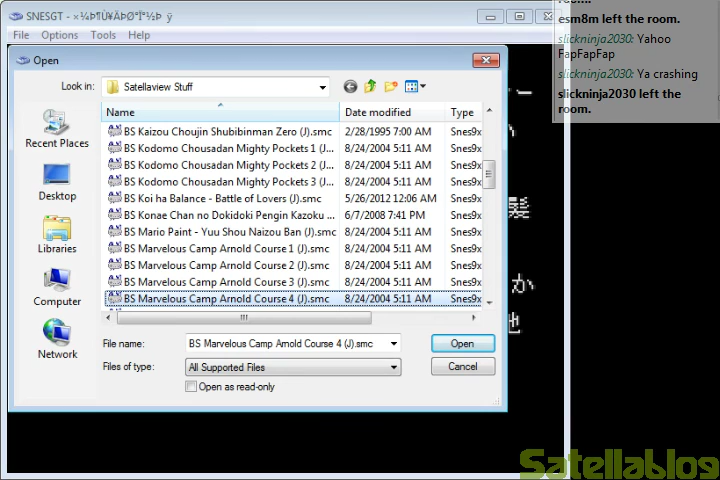 SNESGT - ×¼Þ¶Ù¥ÄÞØ°Ï°½Þ ÿ
File Options Tools Help
Open
Look in: Satellaview Stuff
Recent Places
Desktop
Libraries
Computer
Network
Name Date modified Type
BS Kaizou Choujin Shubibinman Zero (J).smc 2/28/1995 7:00 AM Snes9x
BS Kodomo Chousadan Mighty Pockets 1 (J... 8/24/2004 5:11 AM Snes9x
BS Kodomo Chousadan Mighty Pockets 2 (J... 8/24/2004 5:11 AM Snes9x
BS Kodomo Chousadan Mighty Pockets 3 (J... 8/24/2004 5:11 AM Snes9x
BS Koi ha Balance - Battle of Lovers (J).smc 5/26/2012 12:06 AM Snes9x
BS Konae Chan no Dokidoki Pengin Kazoku ... 6/7/2008 7:41 PM Snes9x
BS Mario Paint - Yuu Shou Naizou Ban (J).smc 8/24/2004 5:11 AM Snes9x
BS Marvelous Camp Arnold Course 1 (J).smc 8/24/2004 5:11 AM Snes9x
BS Marvelous Camp Arnold Course 2 (J).smc 8/24/2004 5:11 AM Snes9x
BS Marvelous Camp Arnold Course 3 (J).smc 8/24/2004 5:11 AM Snes9x
BS Marvelous Camp Arnold Course 4 (J).smc 8/24/2004 5:11 AM Snes9x
File name: BS Marvelous Camp Arnold Course 4 (J).smc Open
Files of type: All Supported Files Cancel
Open as read-only
esm8m left the room.
slickninja2030: Yahoo
FapFapFap
slickninja2030: Ya crashing
slickninja2030 left the
room.
ー
髪
か
地
Satellablog